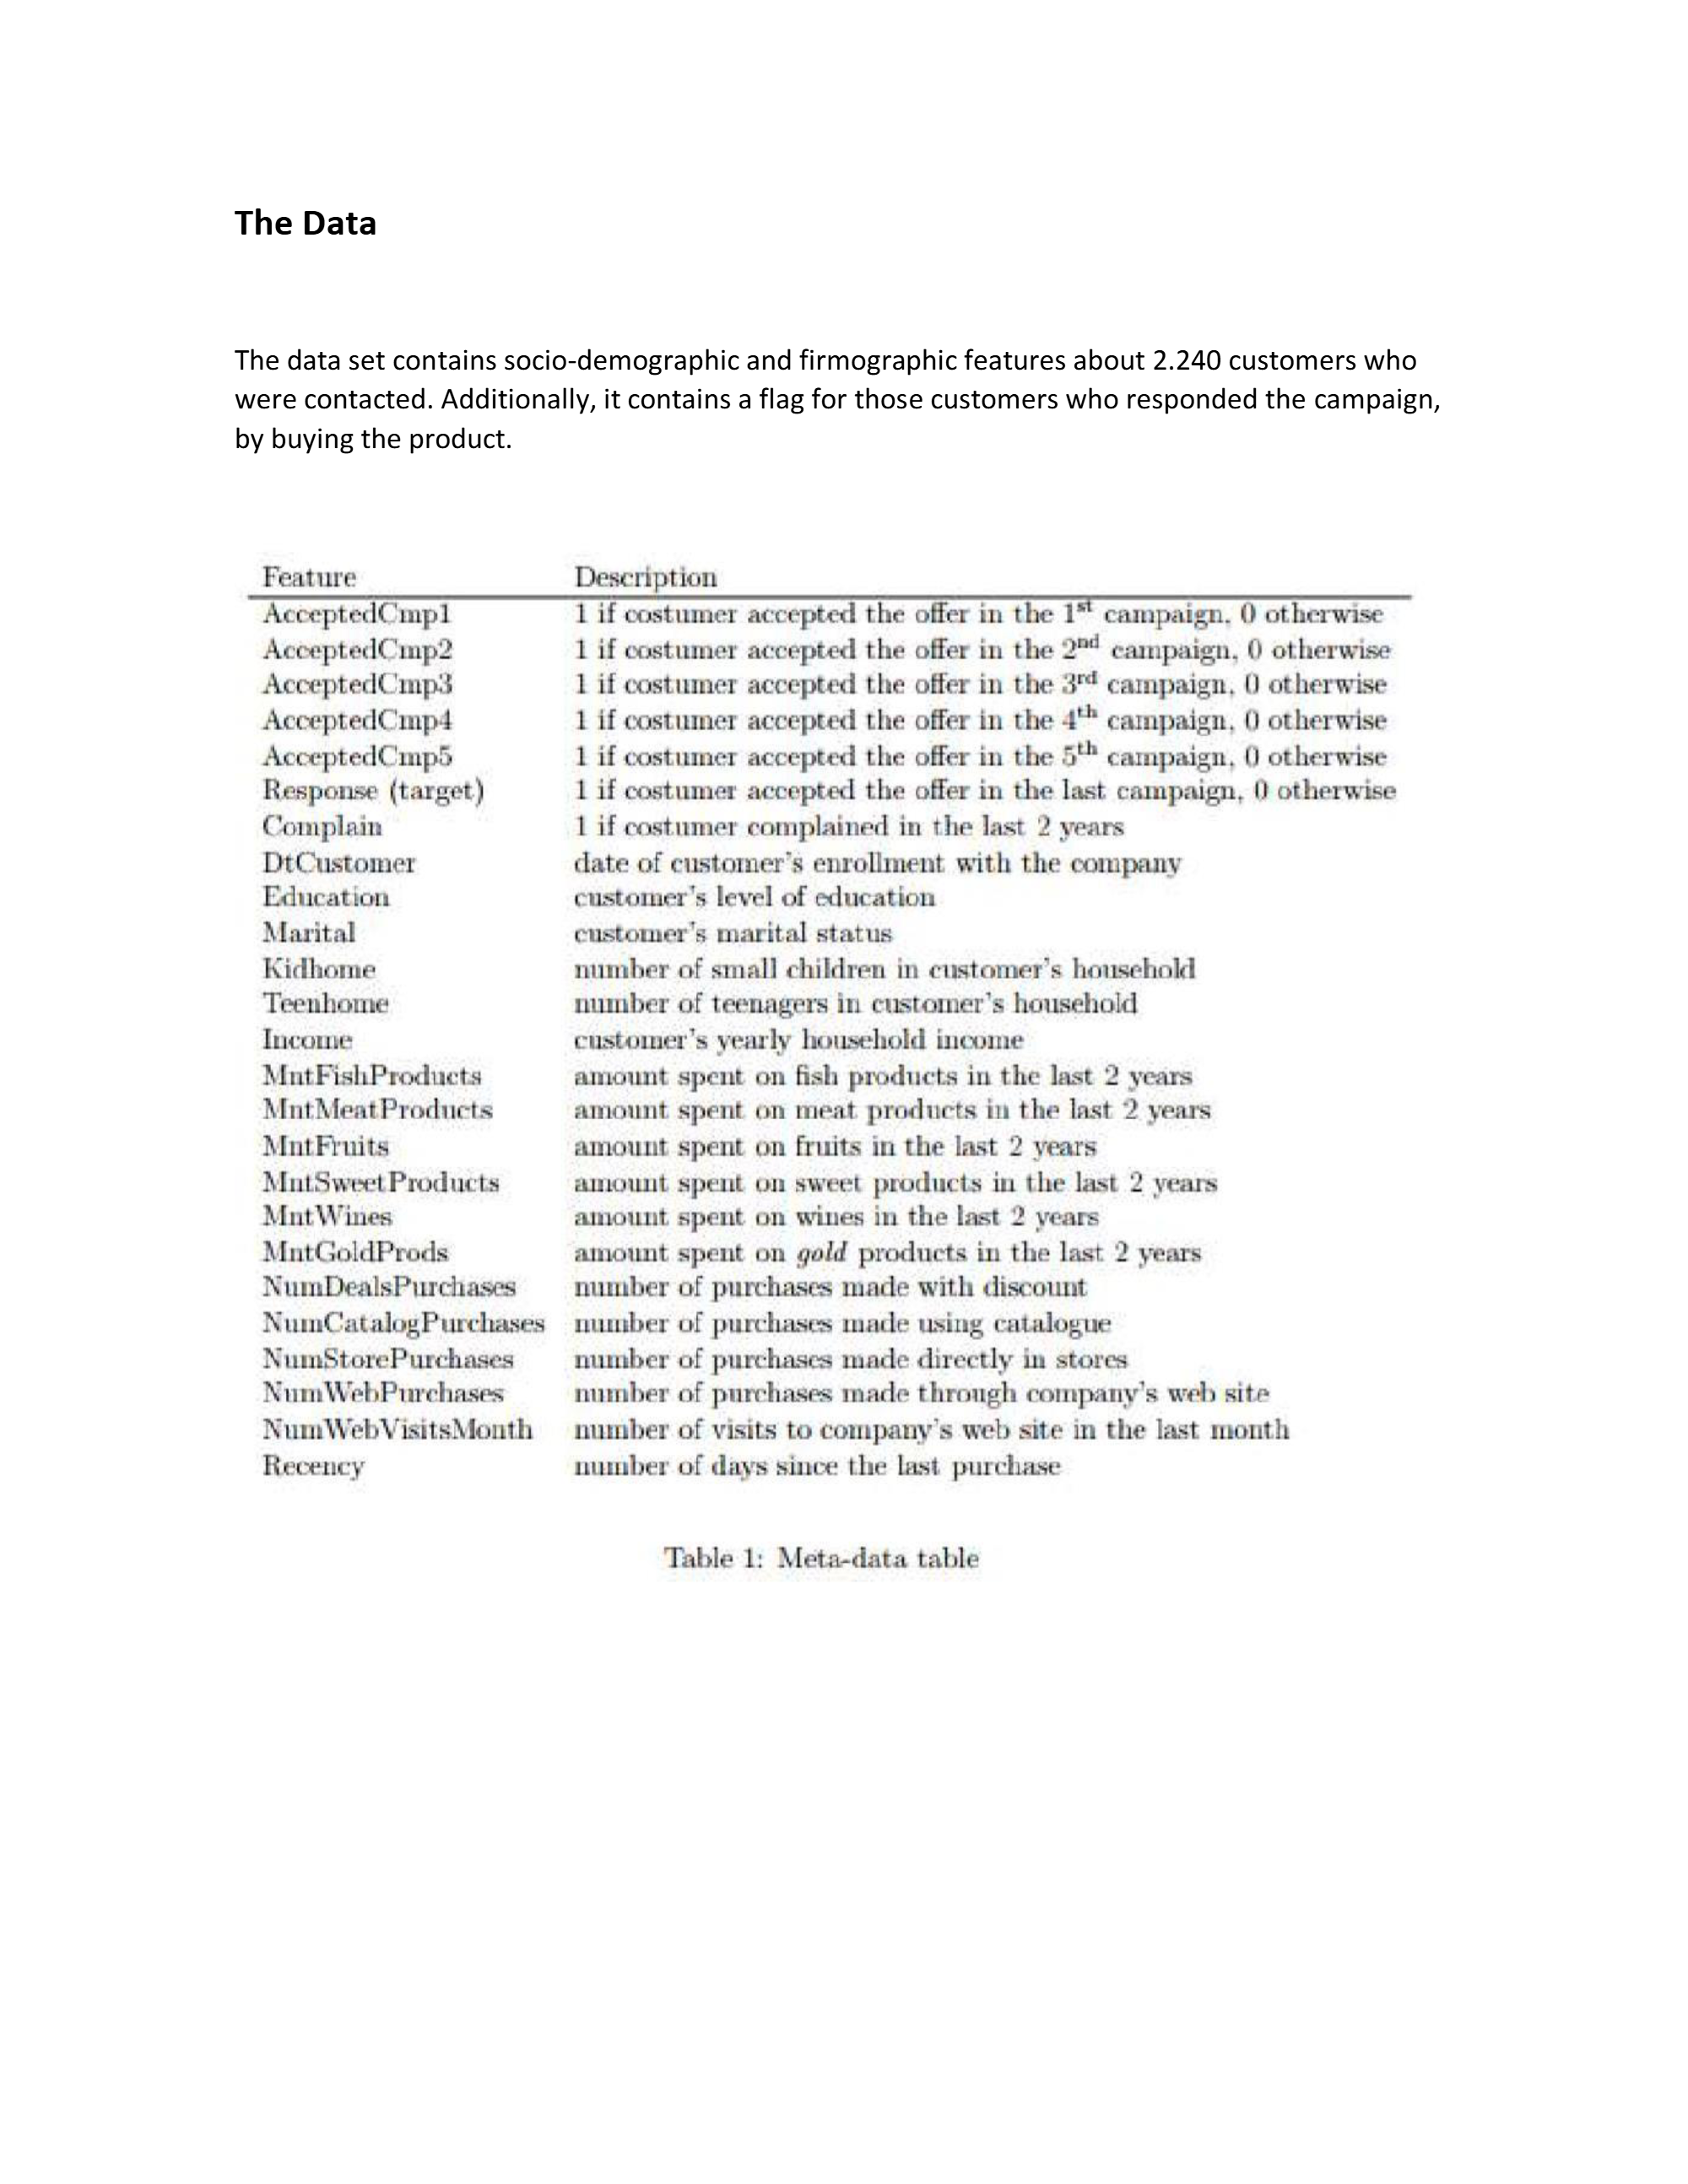 The Data
The data set contains socio-demographic and firmographic features about 2.240 customers who
were contacted. Additionally, it contains a flag for those customers who responded the campaign,
by buying the product.
Feature Description
AcceptedCmp1 1 if costumer accepted the offer in the 1st campaign, 0 otherwise
AcceptedCmp2 1 if costumer accepted the offer in the 2nd campaign, 0 otherwise
AcceptedCmp3 1 if costumer accepted the offer in the 3rd campaign, 0 otherwise
AcceptedCmp4 1 if costumer accepted the offer in the 4th campaign, 0 otherwise
AcceptedCmp5 1 if costumer accepted the offer in the 5th campaign, 0 otherwise
Response (target) 1 if costumer accepted the offer in the last campaign, 0 otherwise
Complain 1 if costumer complained in the last 2 years
DtCustomer date of customer's enrollment with the company
Education customer's level of education
Marital customer's marital status
Kidhome number of small children in customer's household
Teenhome number of teenagers in customer's household
Income customer's yearly household income
MntFishProducts amount spent on fish products in the last 2 years
MntMeatProducts amount spent on meat products in the last 2 years
MntFruits amount spent on fruits in the last 2 years
MntSweetProducts amount spent on sweet products in the last 2 years
MntWines amount spent on wines in the last 2 years
MntGoldProds amount spent on gold products in the last 2 years
NumDealsPurchases number of purchases made with discount
NumCatalogPurchases number of purchases made using catalogue
NumStorePurchases number of purchases made directly in stores
NumWebPurchases number of purchases made through company's web site
NumWebVisitsMonth number of visits to company's web site in the last month
Recency number of days since the last purchase
Table 1: Meta-data table